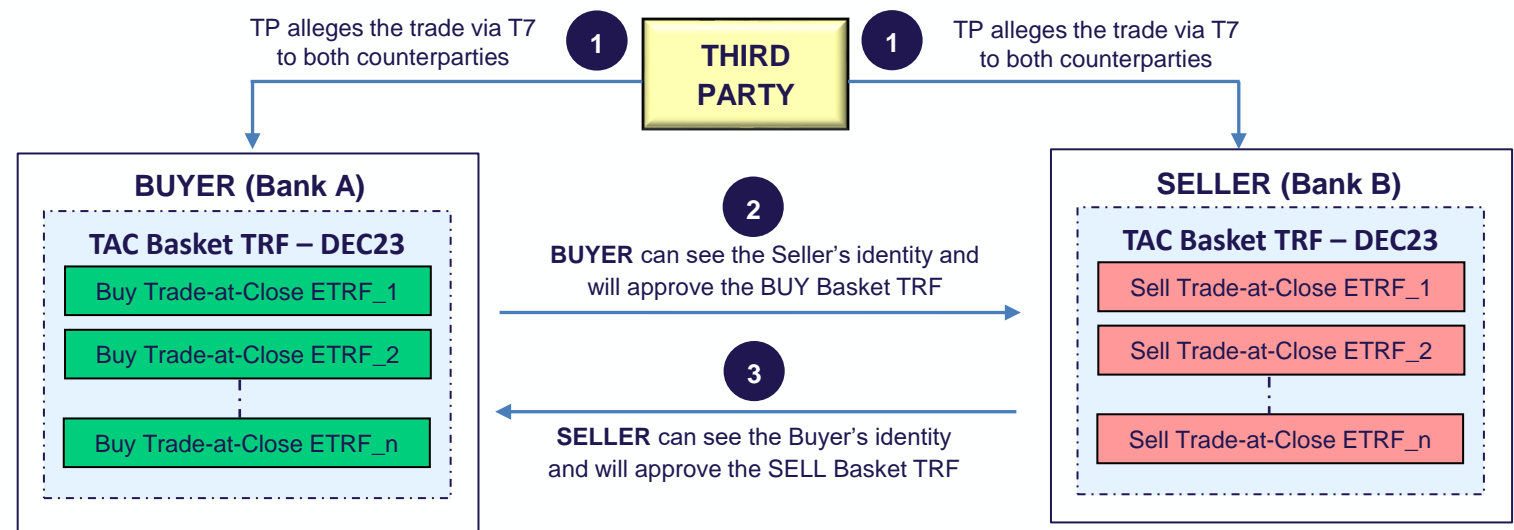 TP alleges the trade via T7
to both counterparties
1
THIRD
PARTY
1
TP alleges the trade via T7
to both counterparties
BUYER (Bank A)
TAC Basket TRF – DEC23
Buy Trade-at-Close ETRF_1
Buy Trade-at-Close ETRF_2
Buy Trade-at-Close ETRF_n
2
BUYER can see the Seller's identity and
will approve the BUY Basket TRF
3
SELLER can see the Buyer's identity
and will approve the SELL Basket TRF
SELLER (Bank B)
TAC Basket TRF – DEC23
Sell Trade-at-Close ETRF_1
Sell Trade-at-Close ETRF_2
Sell Trade-at-Close ETRF_n